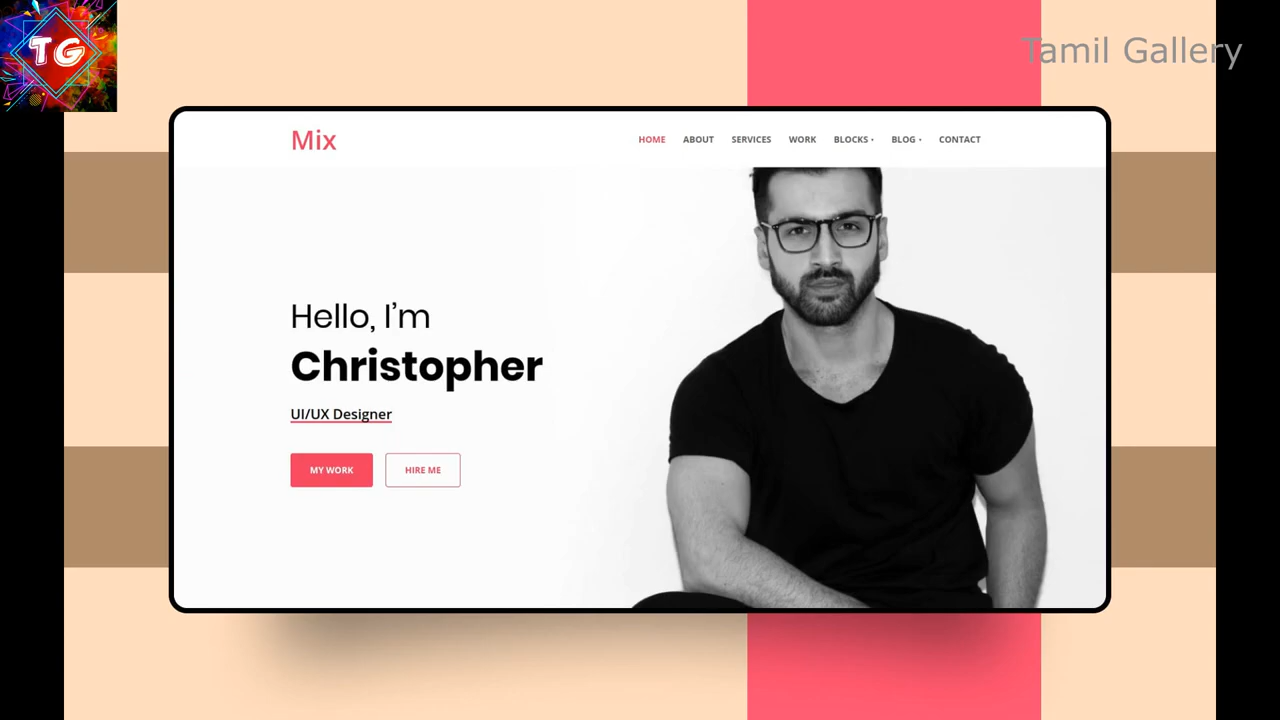 TG
Tamil Gallery
Mix
HOME ABOUT SERVICES WORK BLOCKS BLOG CONTACT
Hello, I'm
Christopher
UI/UX Designer
MY WORK HIRE ME